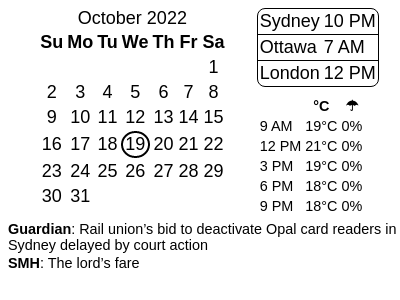 October 2022
Su Mo Tu We Th Fr Sa
1
2 3 4 5 6 7 8
9 10 11 12 13 14 15
16 17 18 19 20 21 22
23 24 25 26 27 28 29
30 31
Sydney 10 PM
Ottawa 7 AM
London 12 PM
°C ☂
9 AM 19°C 0%
12 PM 21°C 0%
3 PM 19°C 0%
6 PM 18°C 0%
9 PM 18°C 0%
Guardian: Rail union’s bid to deactivate Opal card readers in
Sydney delayed by court action
SMH: The lord’s fare